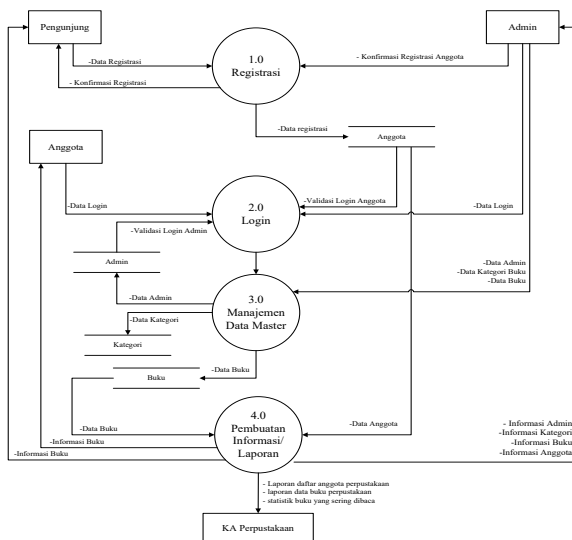 Pengunjung
Admin
-Data Registrasi
1.0
Registrasi
- Konfirmasi Registrasi Anggota
- Konfirmasi Registrasi
-Data registrasi
Anggota
Anggota
-Data Login
2.0
Login
-Validasi Login Anggota
-Data Login
-Validasi Login Admin
Admin
-Data Admin
-Data Kategori Buku
-Data Buku
3.0
Manajemen
Data Master
-Data Admin
-Data Kategori
Kategori
-Data Buku
Buku
-Data Buku
4.0
Pembuatan
Informasi/
Laporan
-Data Anggota
- Informasi Admin
-Informasi Kategori
-Informasi Buku
-Informasi Anggota
-Informasi Buku
-Informasi Buku
- Laporan daftar anggota perpustakaan
- laporan data buku perpustakaan
- statistik buku yang sering dibaca
KA Perpustakaan